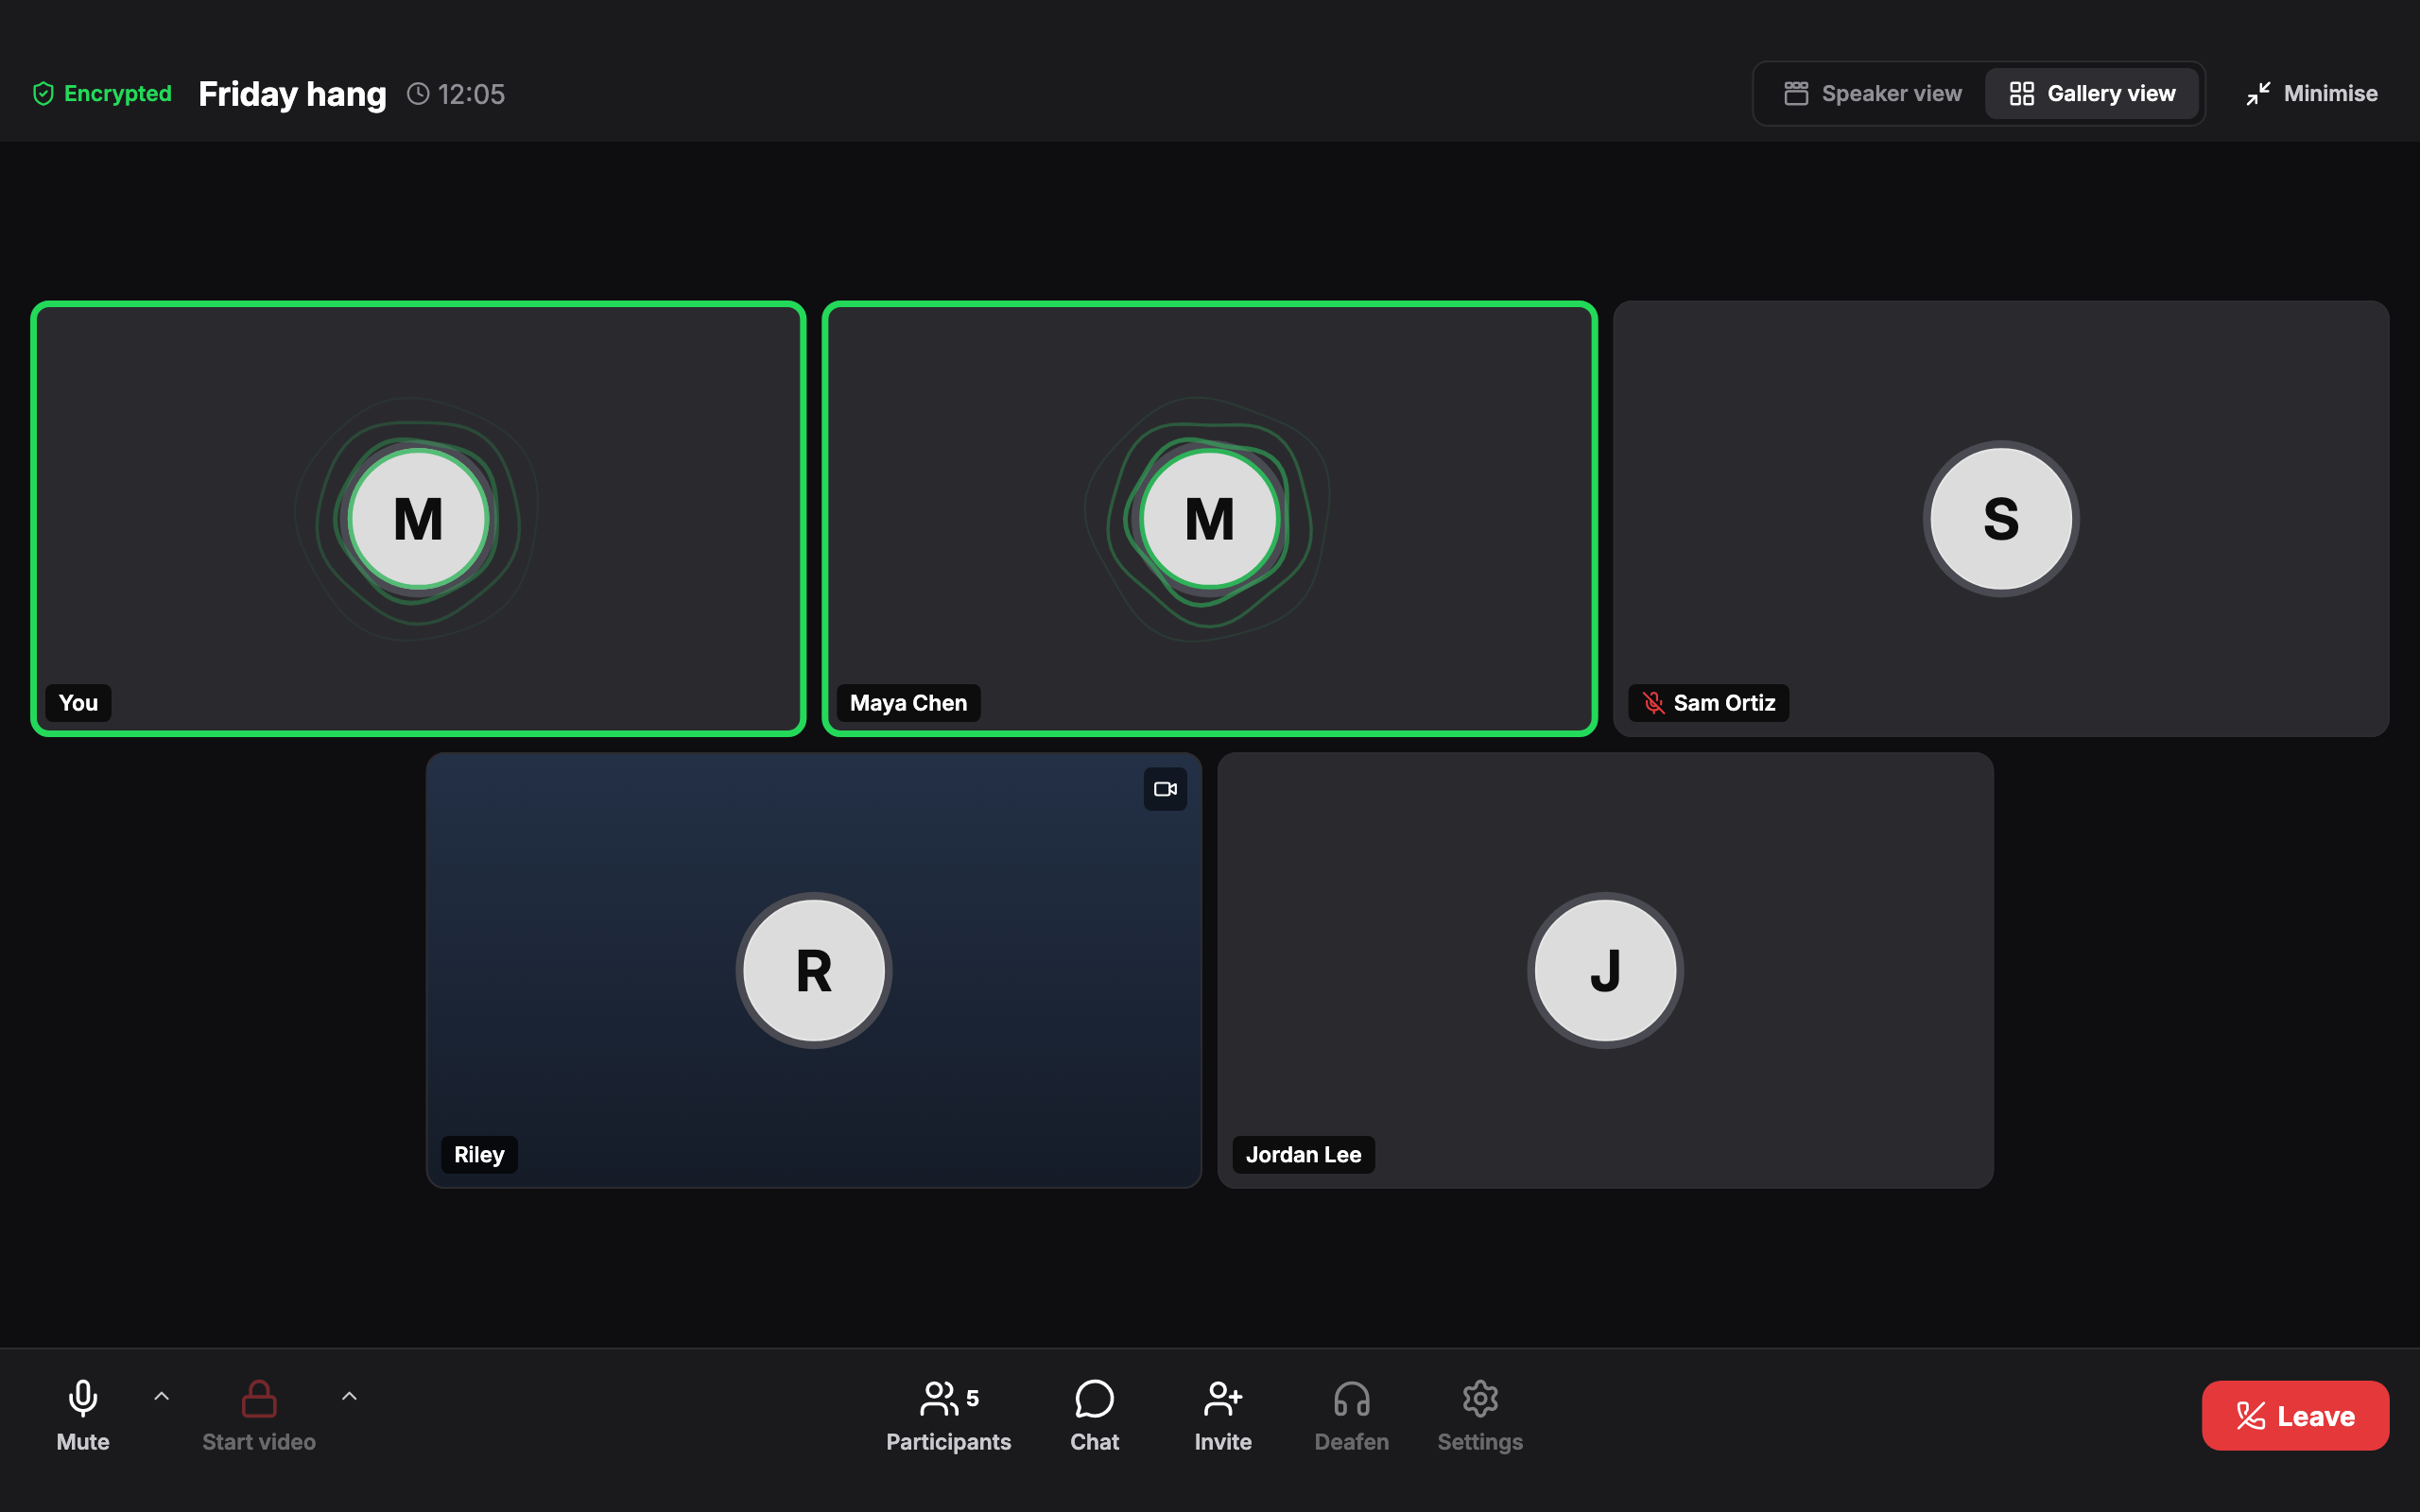 Encrypted Friday hang 12:05 Speaker view Gallery view Minimise
M M S
You Maya Chen Sam Ortiz
R J
Riley Jordan Lee
5
Mute Start video Participants Chat Invite Deafen Settings Leave